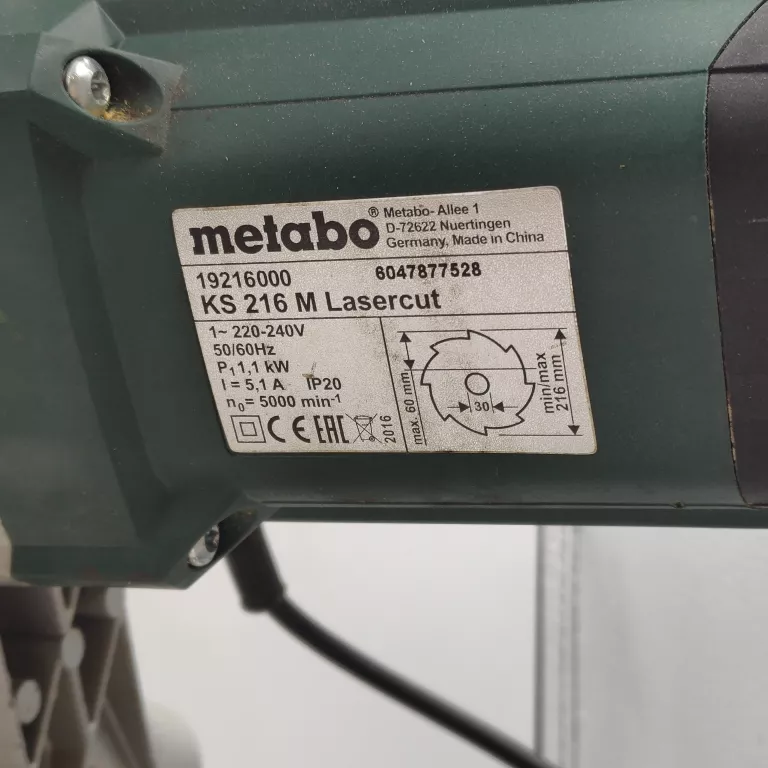 metabo® Metabo- Allee 1
D-72622 Nuertingen
Germany, Made in China
19216000 6047877528
KS 216 M Lasercut
1~ 220-240V
50/60Hz
P₁ 1,1 kW
I = 5,1 A IP20
n₀ = 5000 min⁻¹
CE EAC 2016
max. 60 mm
30
min/max
216 mm